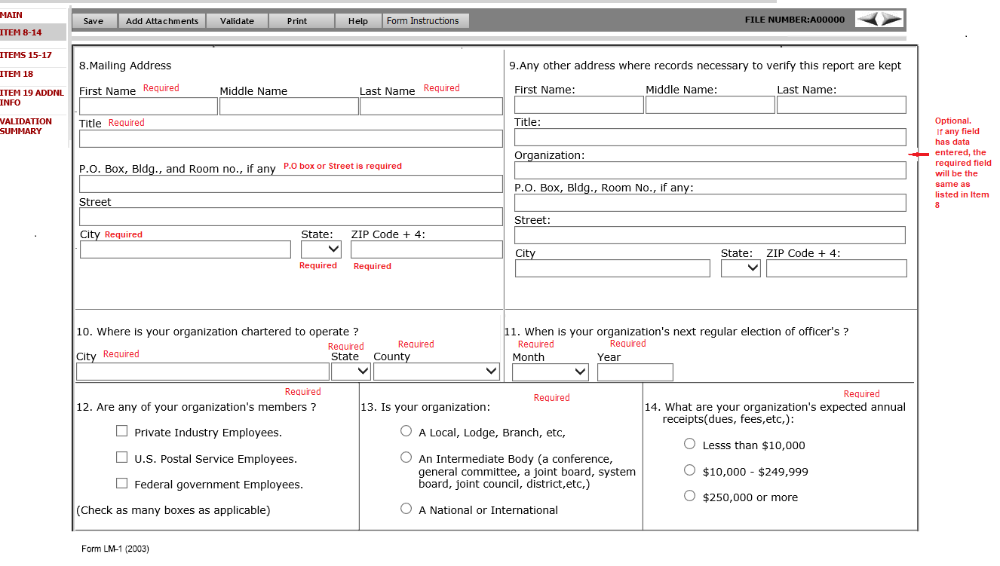 MAIN
ITEM 8-14
ITEMS 15-17
ITEM 18
ITEM 19 ADDNL
INFO
VALIDATION
SUMMARY
Save Add Attachments Validate Print Help Form Instructions FILE NUMBER:A00000
8.Mailing Address
First Name Required Middle Name Last Name Required
Title Required
P.O. Box, Bldg., and Room no., if any P.O box or Street is required
Street
City Required State: ZIP Code + 4:
Required Required
9.Any other address where records necessary to verify this report are kept
First Name: Middle Name: Last Name:
Title:
Organization:
P.O. Box, Bldg., Room No., if any:
Street:
City State: ZIP Code + 4:
Optional.
If any field
has data
entered, the
required field
will be the
same as
listed in Item
8
10. Where is your organization chartered to operate ?
City Required Required State Required County
11. When is your organization's next regular election of officer's ?
Required Required
Month Year
Required
12. Are any of your organization's members ?
Private Industry Employees.
U.S. Postal Service Employees.
Federal government Employees.
(Check as many boxes as applicable)
Required
13. Is your organization:
A Local, Lodge, Branch, etc,
An Intermediate Body (a conference,
general committee, a joint board, system
board, joint council, district,etc,)
A National or International
Required
14. What are your organization's expected annual
receipts(dues, fees,etc,):
Lesss than $10,000
$10,000 - $249,999
$250,000 or more
Form LM-1 (2003)